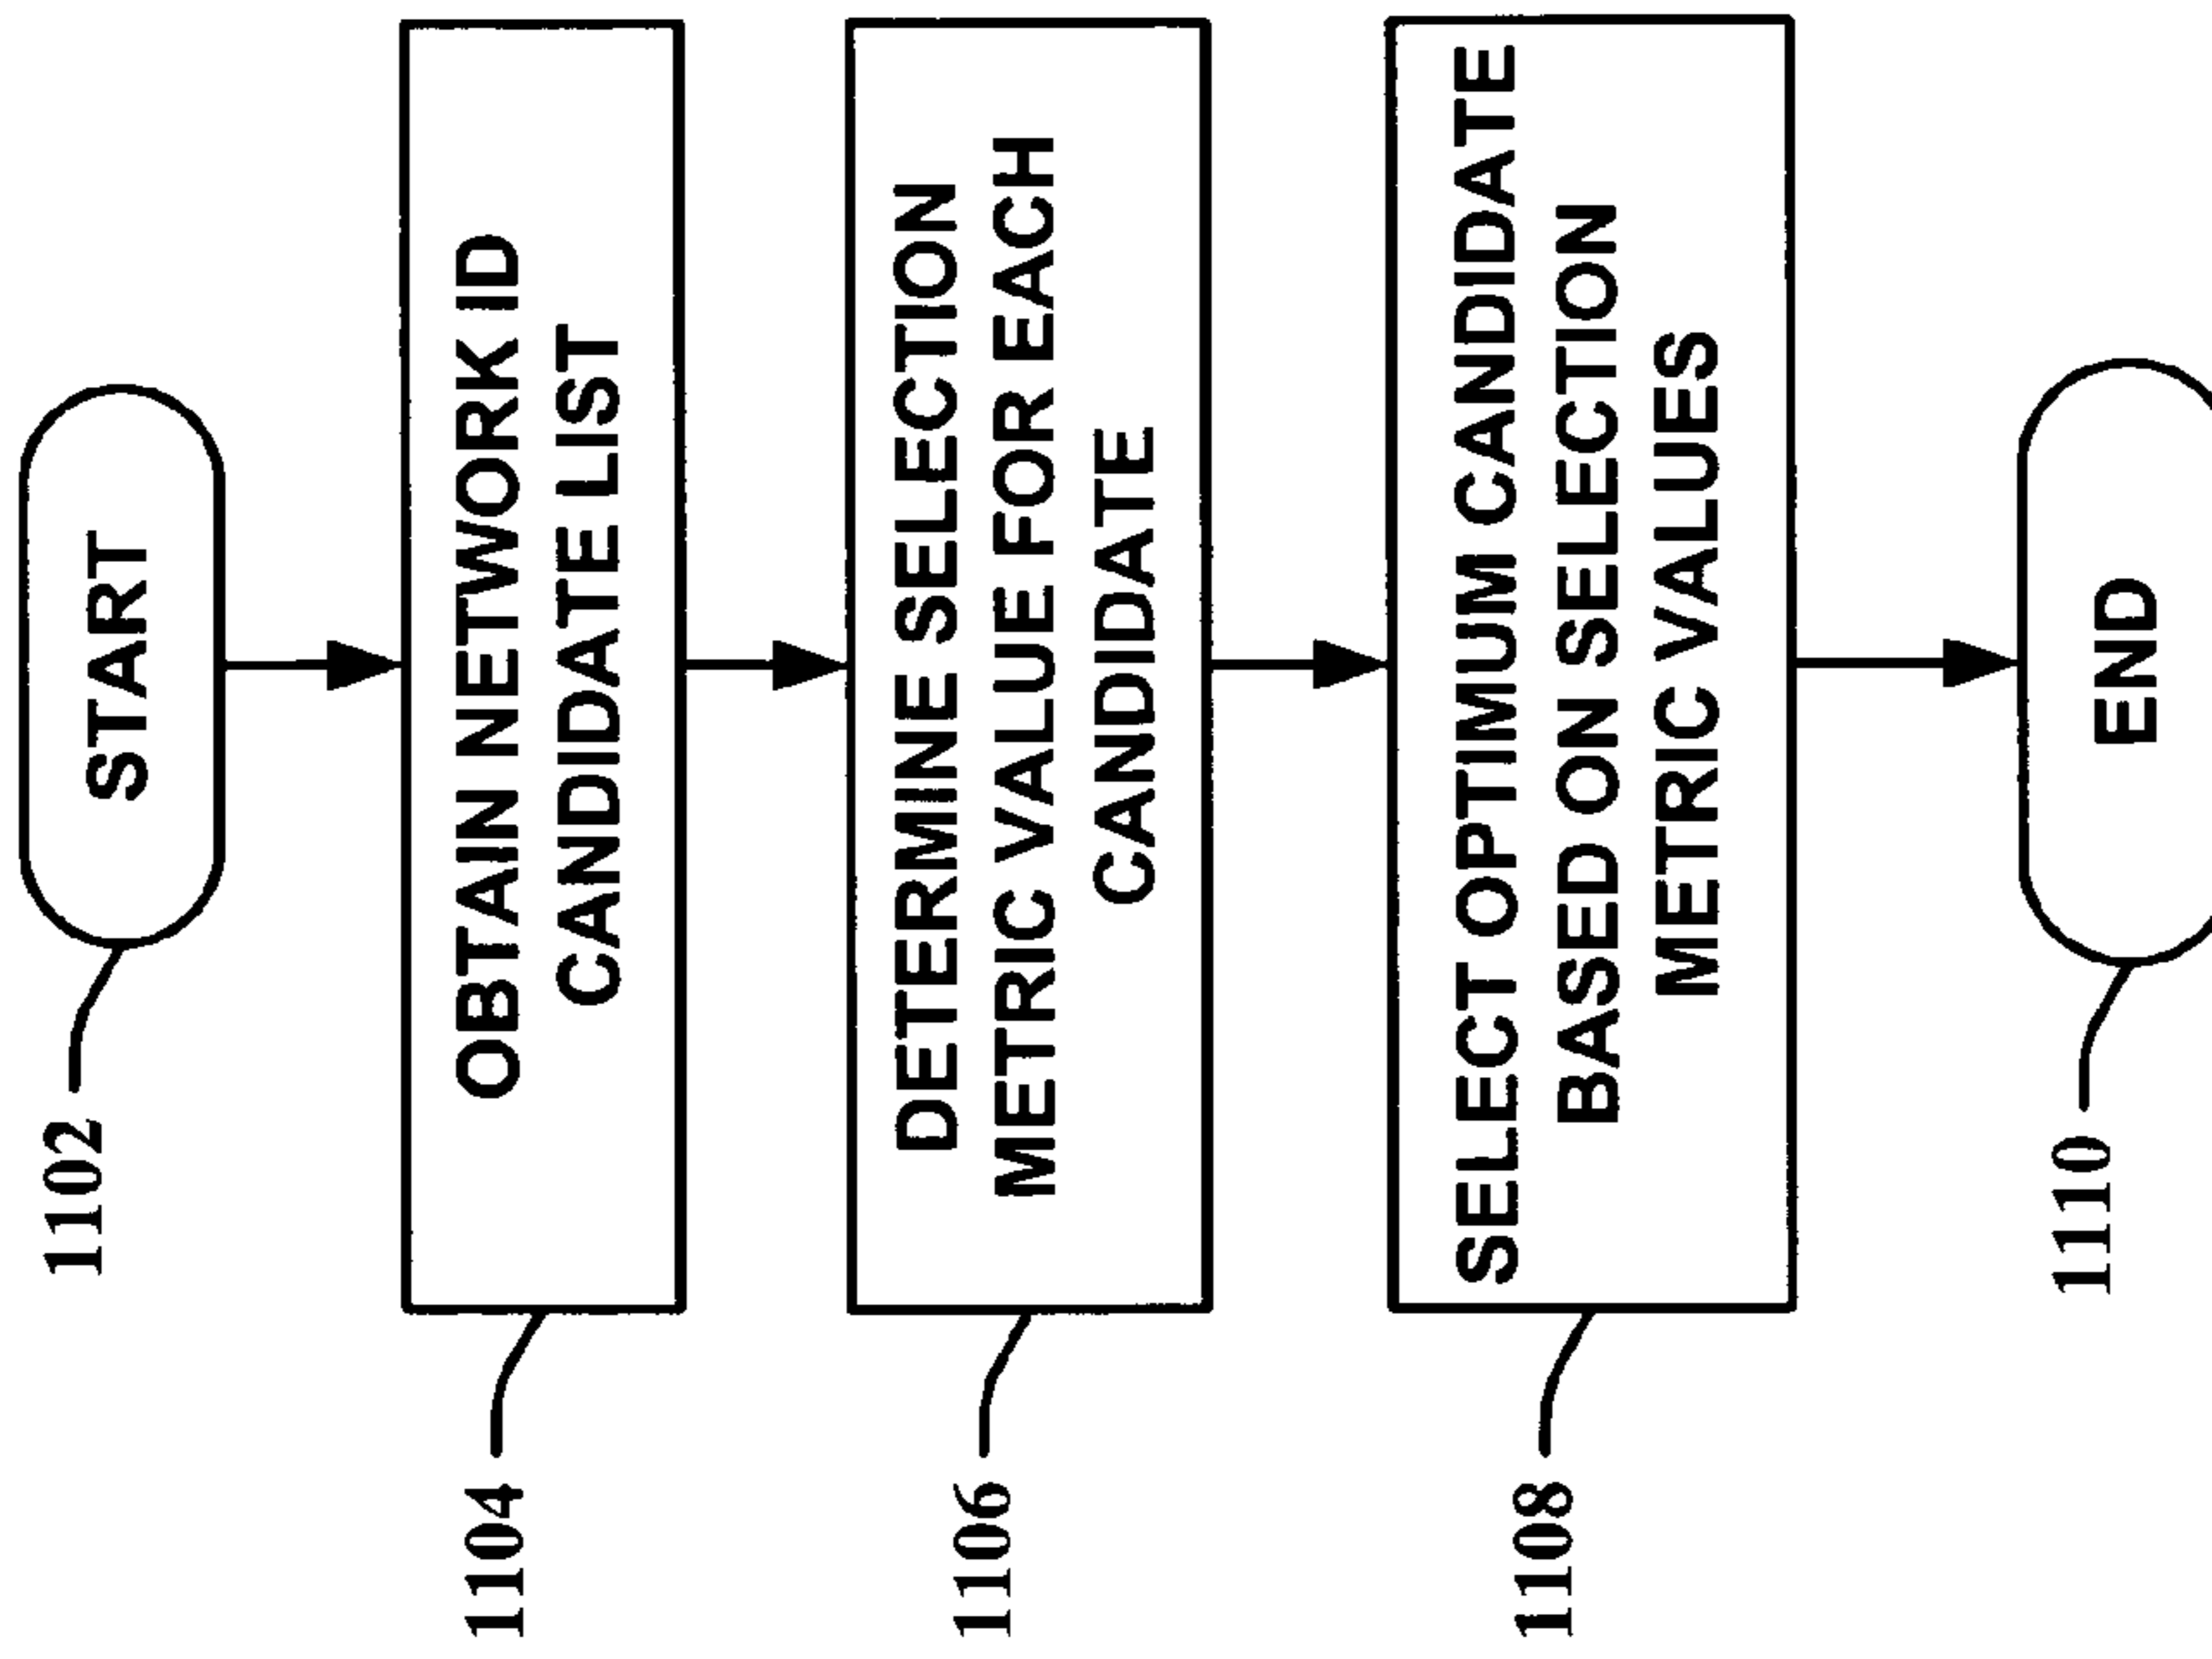 START
1102
OBTAIN NETWORK ID
CANDIDATE LIST
1104
DETERMINE SELECTION
METRIC VALUE FOR EACH
CANDIDATE
1106
SELECT OPTIMUM CANDIDATE
BASED ON SELECTION
METRIC VALUES
1108
END
1110